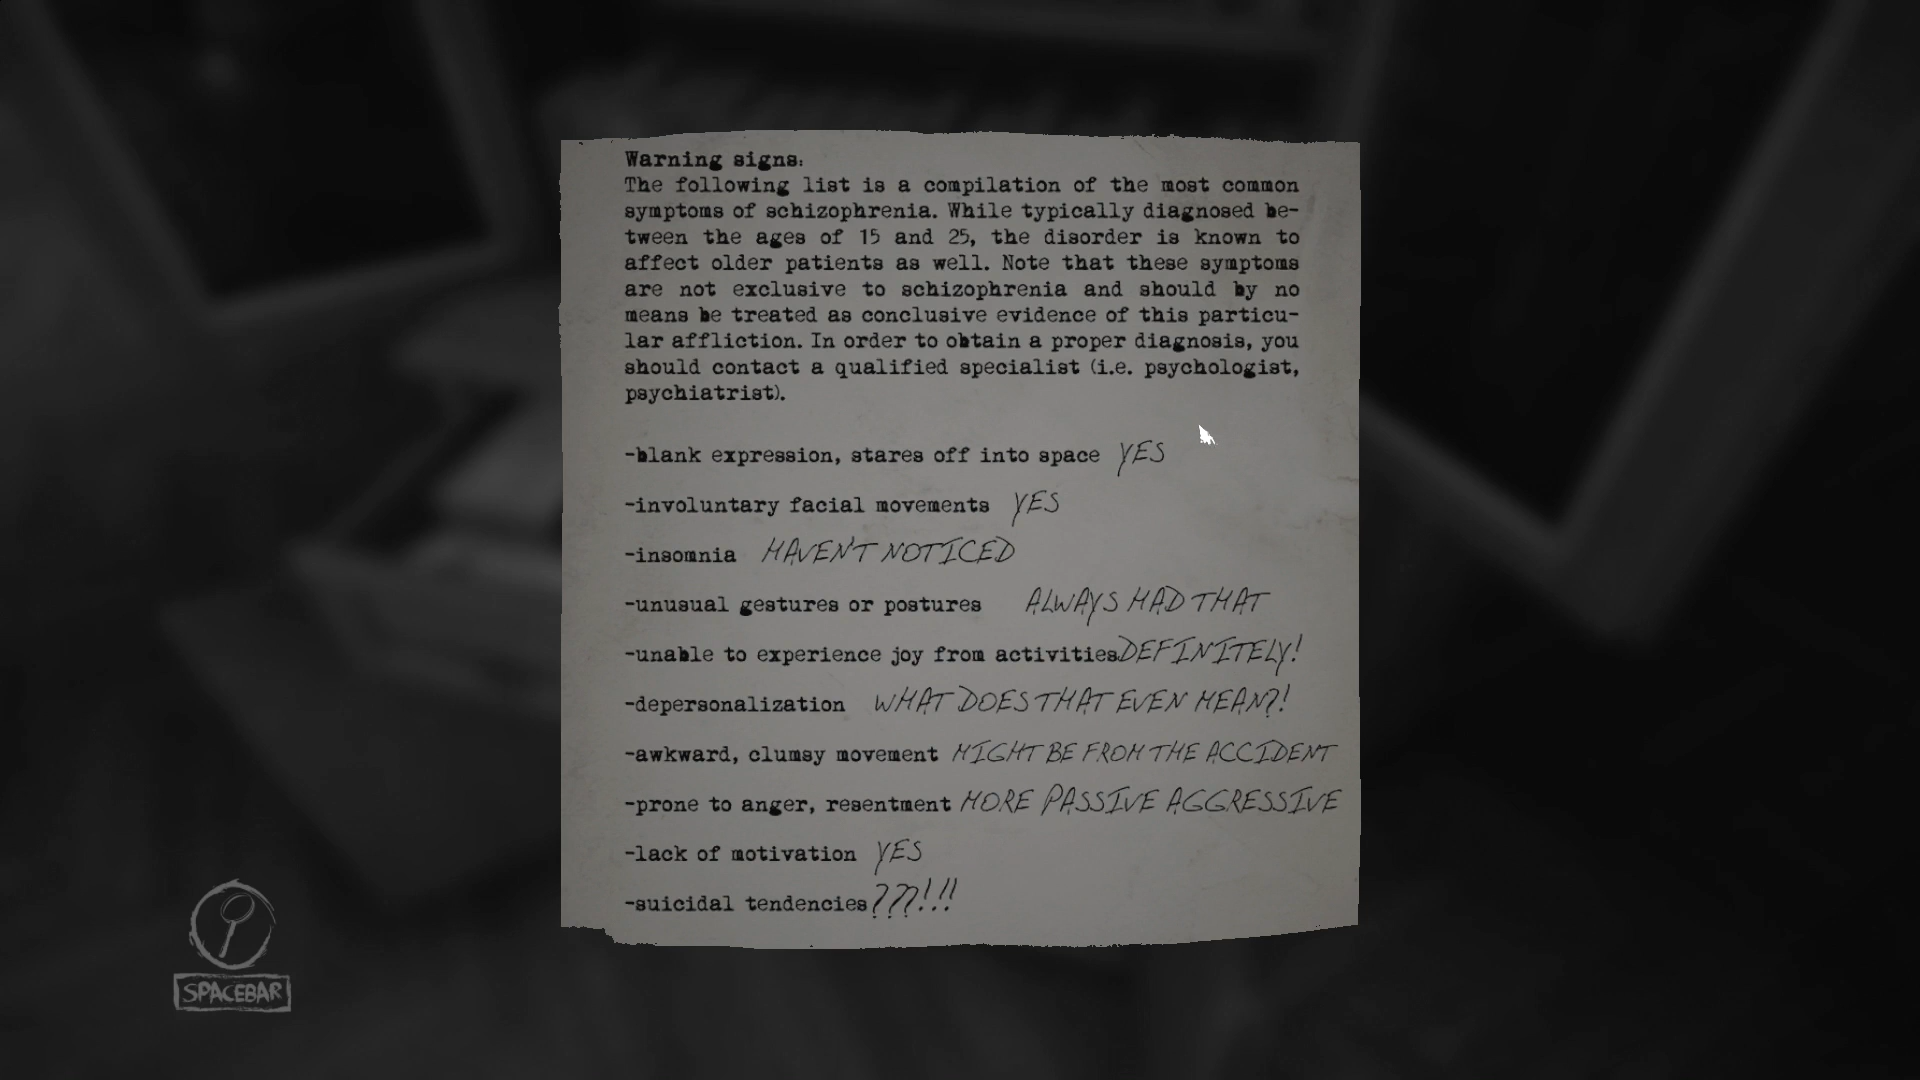 Warning signs:
The following list is a compilation of the most common
symptoms of schizophrenia. While typically diagnosed be-
tween the ages of 15 and 25, the disorder is known to
affect older patients as well. Note that these symptoms
are not exclusive to schizophrenia and should by no
means be treated as conclusive evidence of this particu-
lar affliction. In order to obtain a proper diagnosis, you
should contact a qualified specialist (i.e. psychologist,
psychiatrist).
-blank expression, stares off into space YES
-involuntary facial movements YES
-insomnia HAVEN'T NOTICED
-unusual gestures or postures ALWAYS HAD THAT
-unable to experience joy from activities DEFINITELY!
-depersonalization WHAT DOES THAT EVEN MEAN?!
-awkward, clumsy movement MIGHT BE FROM THE ACCIDENT
-prone to anger, resentment MORE PASSIVE AGGRESSIVE
-lack of motivation YES
-suicidal tendencies ???!!!
SPACEBAR